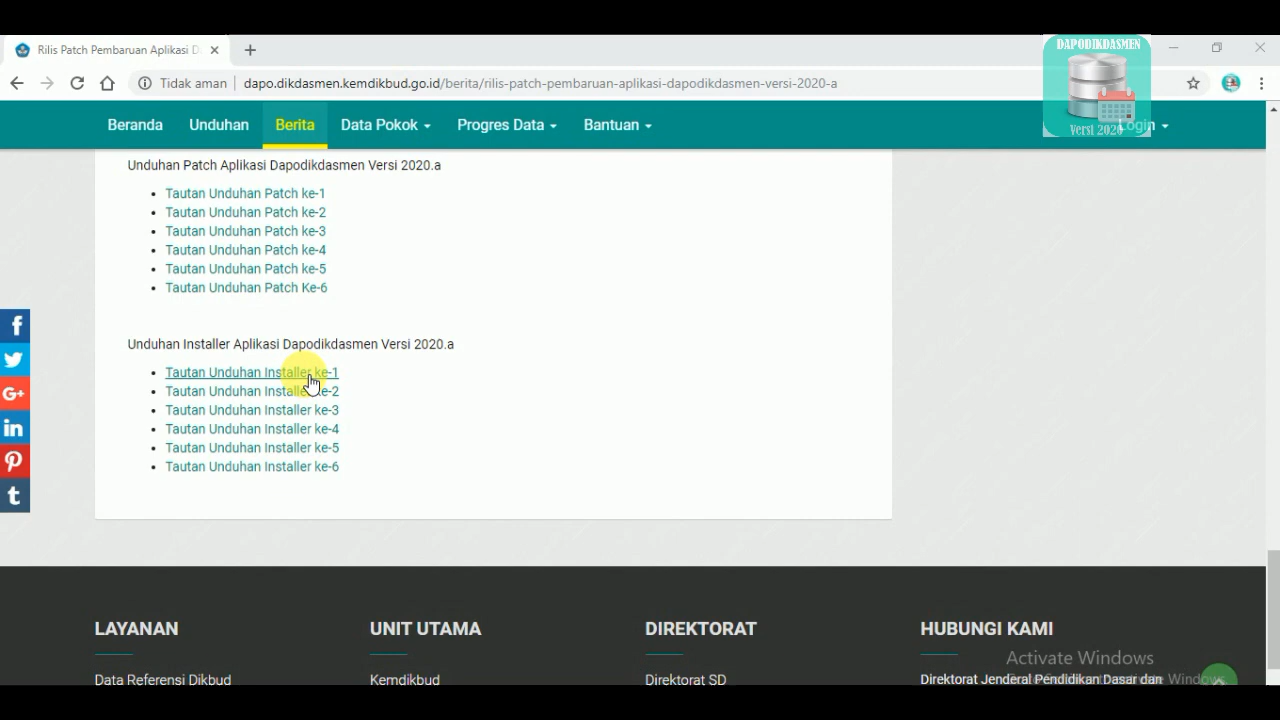 Rilis Patch Pembaruan Aplikasi D
DAPODIKDASMEN
Tidak aman
dapo.dikdasmen.kemdikbud.go.id/berita/rilis-patch-pembaruan-aplikasi-dapodikdasmen-versi-2020-a
Versi 2020
Beranda
Unduhan
Berita
Data Pokok
Progres Data
Bantuan
Login
Unduhan Patch Aplikasi Dapodikdasmen Versi 2020.a
Tautan Unduhan Patch ke-1
Tautan Unduhan Patch ke-2
Tautan Unduhan Patch ke-3
Tautan Unduhan Patch ke-4
Tautan Unduhan Patch ke-5
Tautan Unduhan Patch Ke-6
Unduhan Installer Aplikasi Dapodikdasmen Versi 2020.a
Tautan Unduhan Installer ke-1
Tautan Unduhan Installer ke-2
Tautan Unduhan Installer ke-3
Tautan Unduhan Installer ke-4
Tautan Unduhan Installer ke-5
Tautan Unduhan Installer ke-6
LAYANAN
UNIT UTAMA
DIREKTORAT
HUBUNGI KAMI
Activate Windows
Data Referensi Dikbud
Kemdikbud
Direktorat SD
Direktorat Jenderal Pendidikan Dasar dan